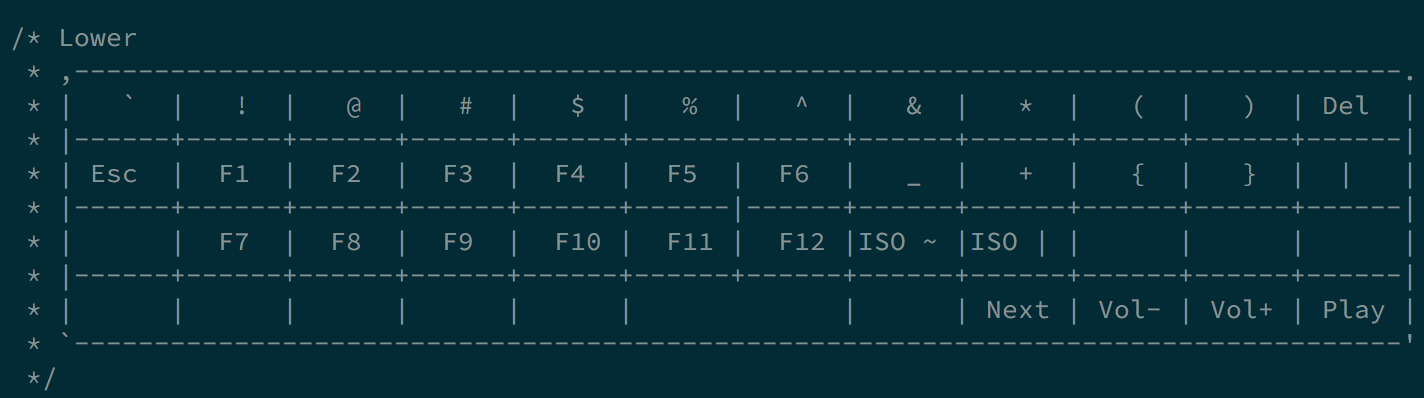 /* Lower
 * ,-----------------------------------------------------------------------------------.
 * |   `  |   !  |   @  |   #  |   $  |   %  |   ^  |   &  |   *  |   (  |   )  | Del  |
 * |------+------+------+------+------+-------------+------+------+------+------+------|
 * | Esc  |  F1  |  F2  |  F3  |  F4  |  F5  |  F6  |   _  |   +  |   {  |   }  |  |   |
 * |------+------+------+------+------+------|------+------+------+------+------+------|
 * |      |  F7  |  F8  |  F9  |  F10 |  F11 |  F12 |ISO ~ |ISO | |      |      |      |
 * |------+------+------+------+------+------+------+------+------+------+------+------|
 * |      |      |      |      |      |             |      | Next | Vol- | Vol+ | Play |
 * `-----------------------------------------------------------------------------------'
 */